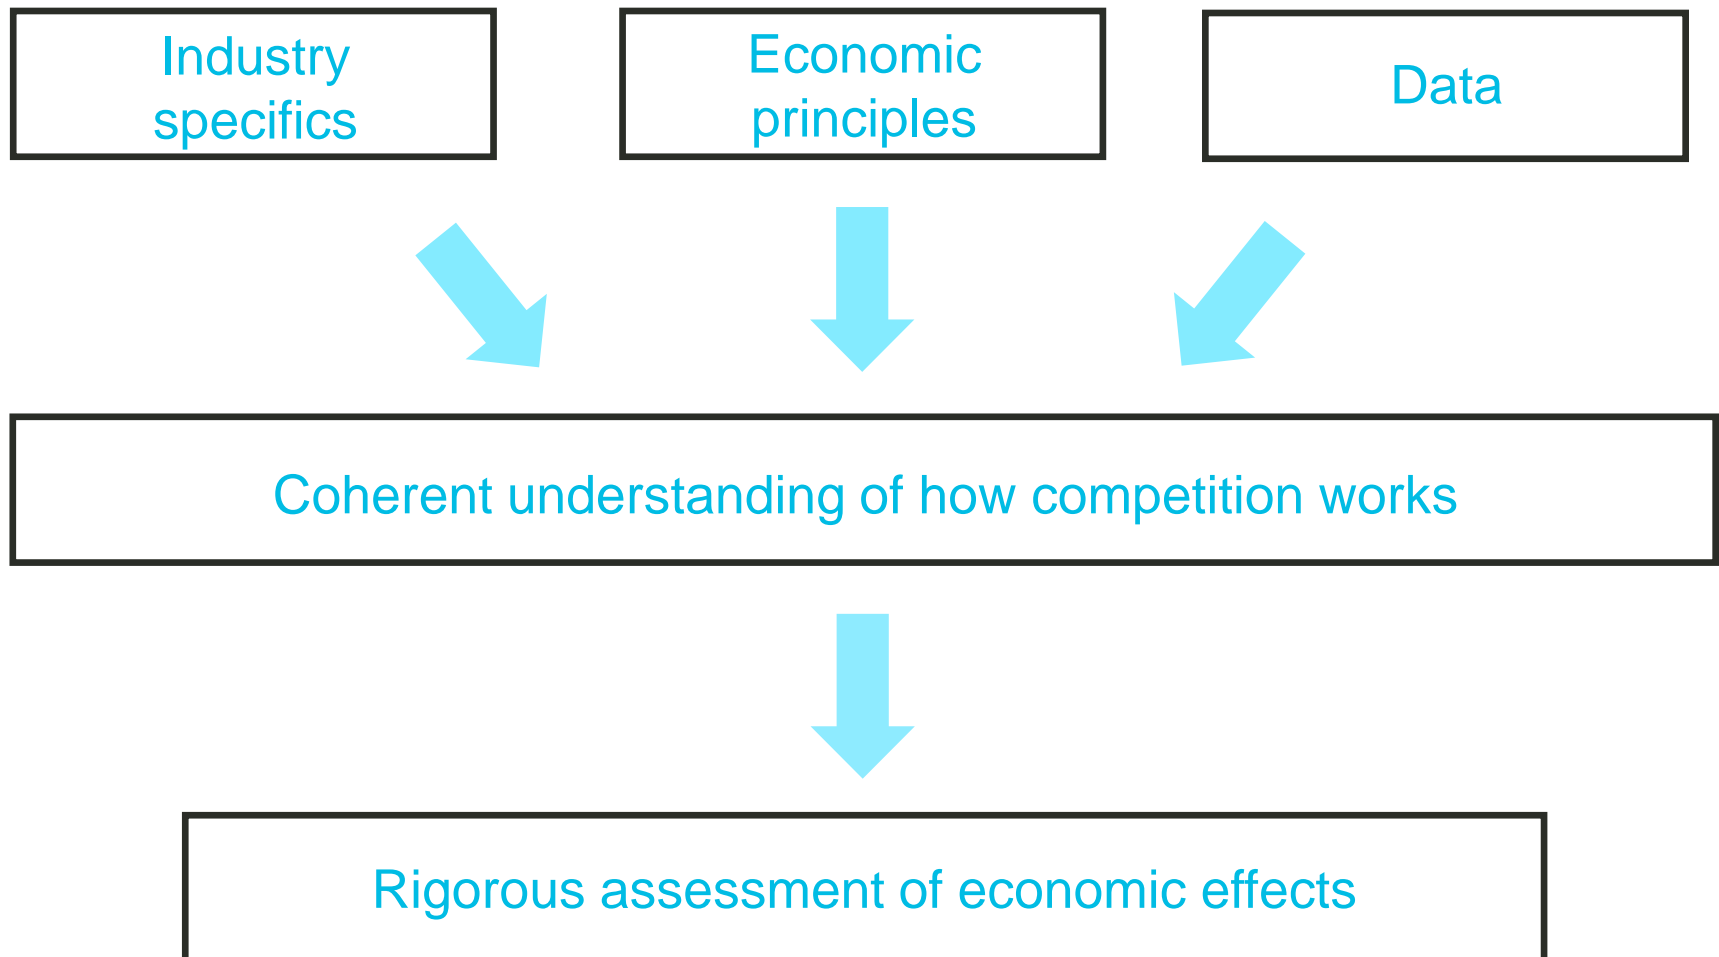 Industry
specifics
Economic
principles
Data
Coherent understanding of how competition works
Rigorous assessment of economic effects